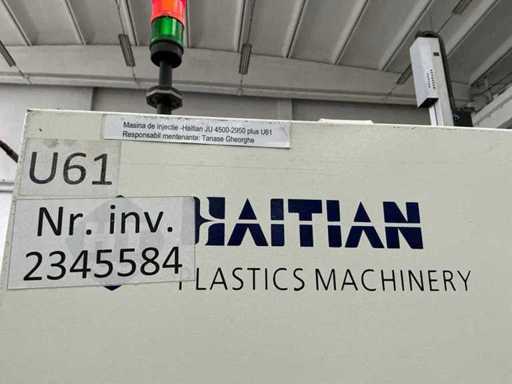 Masina de injectie -Haitian JU 4500-2950 plus U61
Responsabil mentenanta: Tanase Gheorghe
U61
Nr. inv.
2345584
HAITIAN
PLASTICS MACHINERY